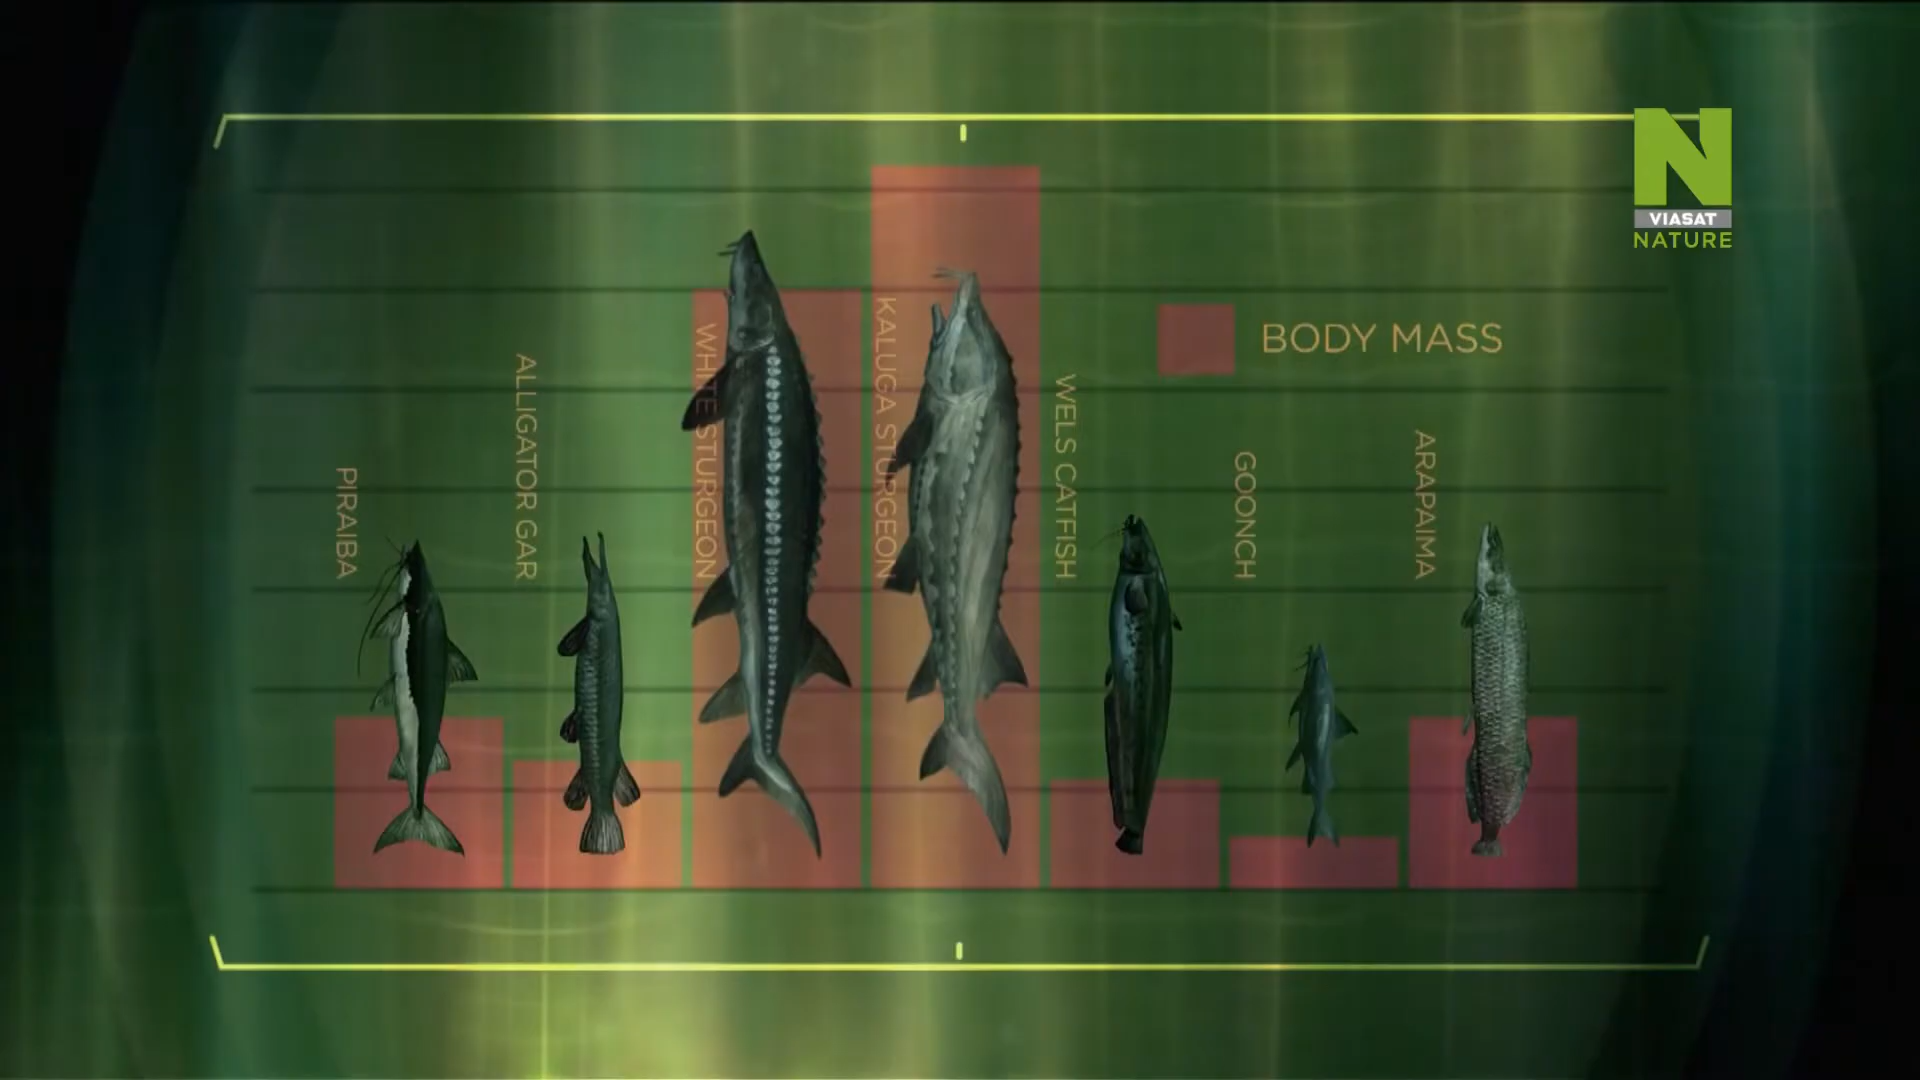 N
VIASAT
NATURE
BODY MASS
PIRAIBA
ALLIGATOR GAR
WHITE STURGEON
KALUGA STURGEON
WELS CATFISH
GOONCH
ARAPAIMA